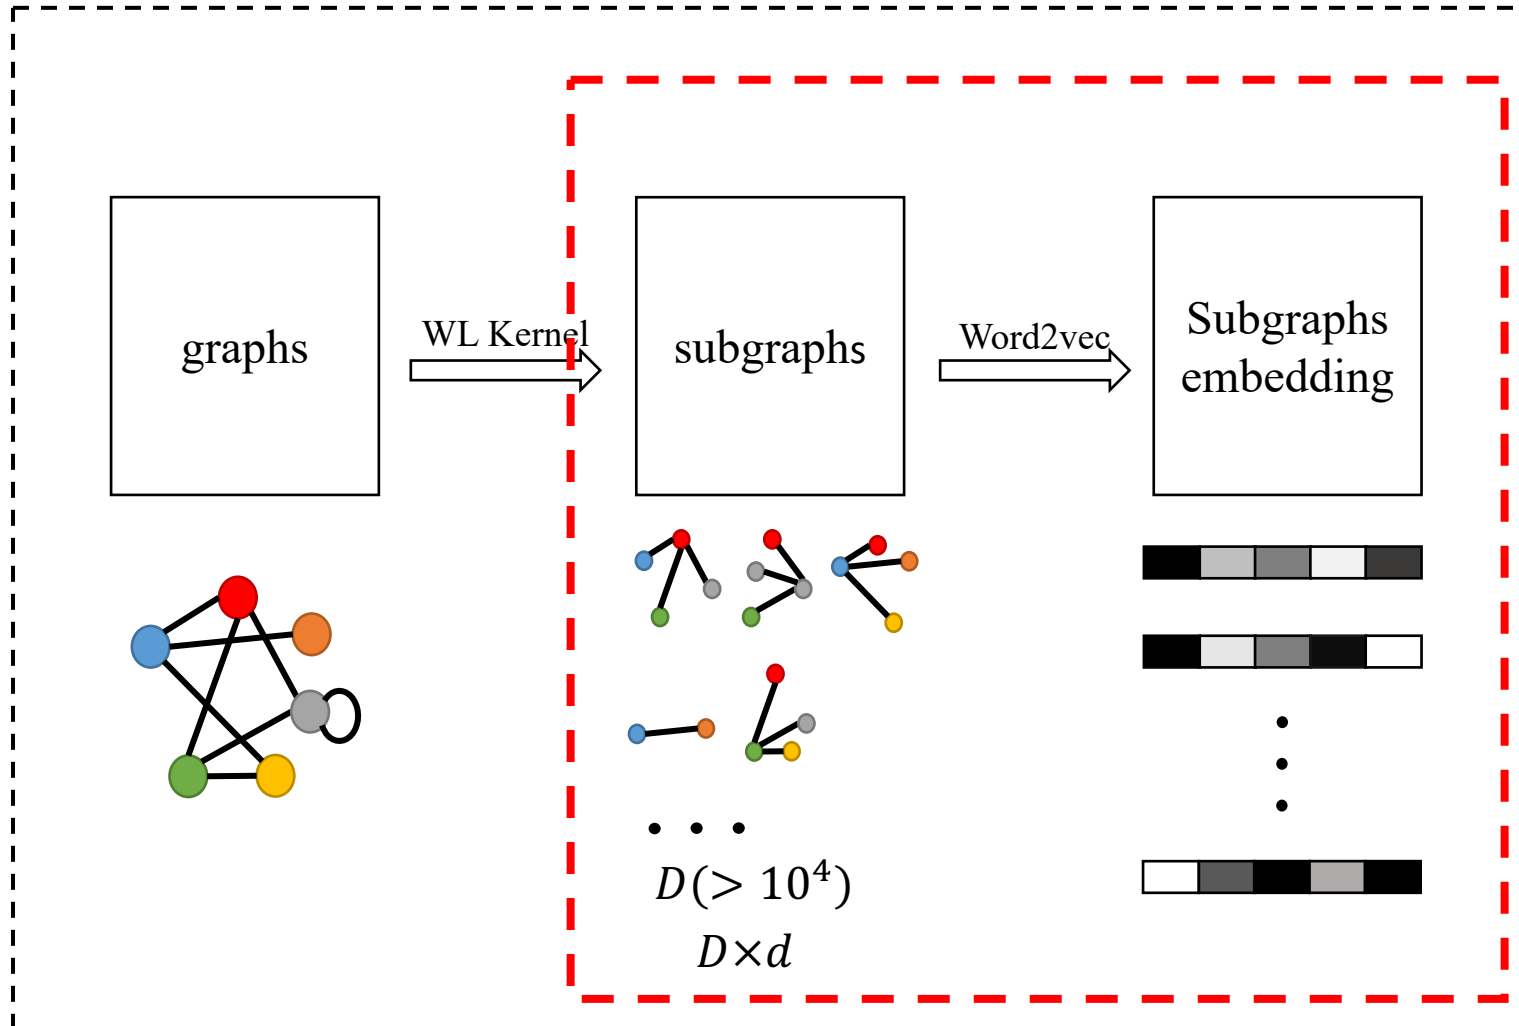 graphs
WL Kernel
subgraphs
Word2vec
Subgraphs
embedding
D(> 10⁴)
D×d